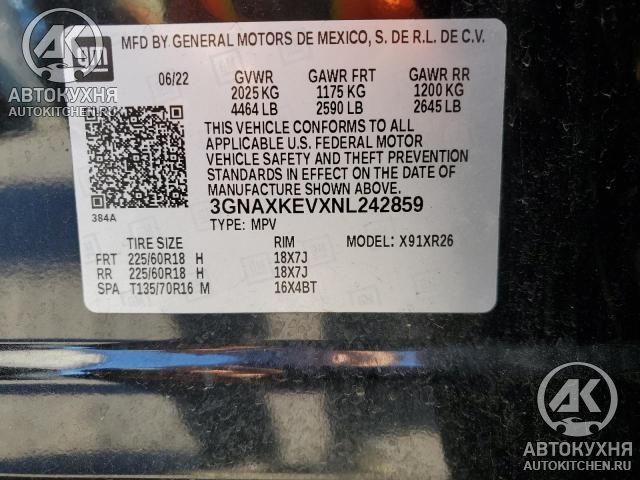 gm MFD BY GENERAL MOTORS DE MEXICO, S. DE R.L. DE C.V.
06/22 GVWR GAWR FRT GAWR RR
2025 KG 1175 KG 1200 KG
4464 LB 2590 LB 2645 LB
THIS VEHICLE CONFORMS TO ALL
APPLICABLE U.S. FEDERAL MOTOR
VEHICLE SAFETY AND THEFT PREVENTION
STANDARDS IN EFFECT ON THE DATE OF
MANUFACTURE SHOWN ABOVE.
384A
3GNAXKEVXNL242859
TYPE: MPV
TIRE SIZE RIM MODEL: X91XR26
FRT 225/60R18 H 18X7J
RR 225/60R18 H 18X7J
SPA T135/70R16 M 16X4BT
АК
АВТОКУХНЯ
AUTOKITCHEN.RU
АК
АВТОКУХНЯ
AUTOKITCHEN.RU